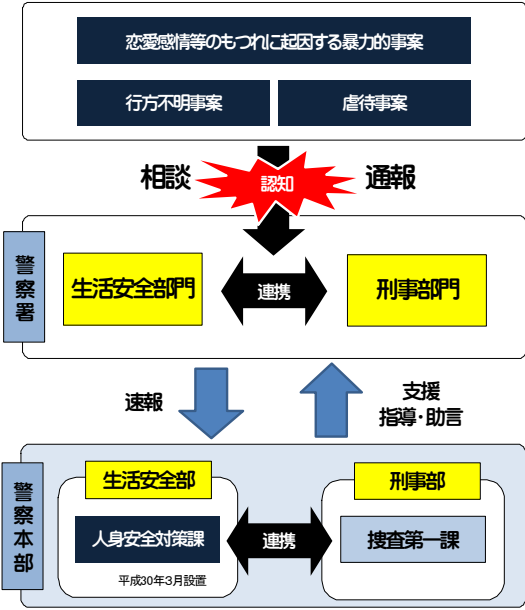 恋愛感情等のもつれに起因する暴力的事案
行方不明事案
虐待事案
相談
認知
通報
警察署
生活安全部門
連携
刑事部門
速報
支援
指導・助言
警察本部
生活安全部
刑事部
人身安全対策課
連携
捜査第一課
平成30年3月設置